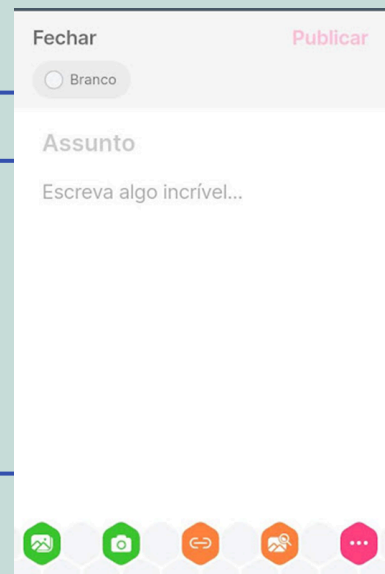 Fechar
Publicar
Branco
Assunto
Escreva algo incrível...